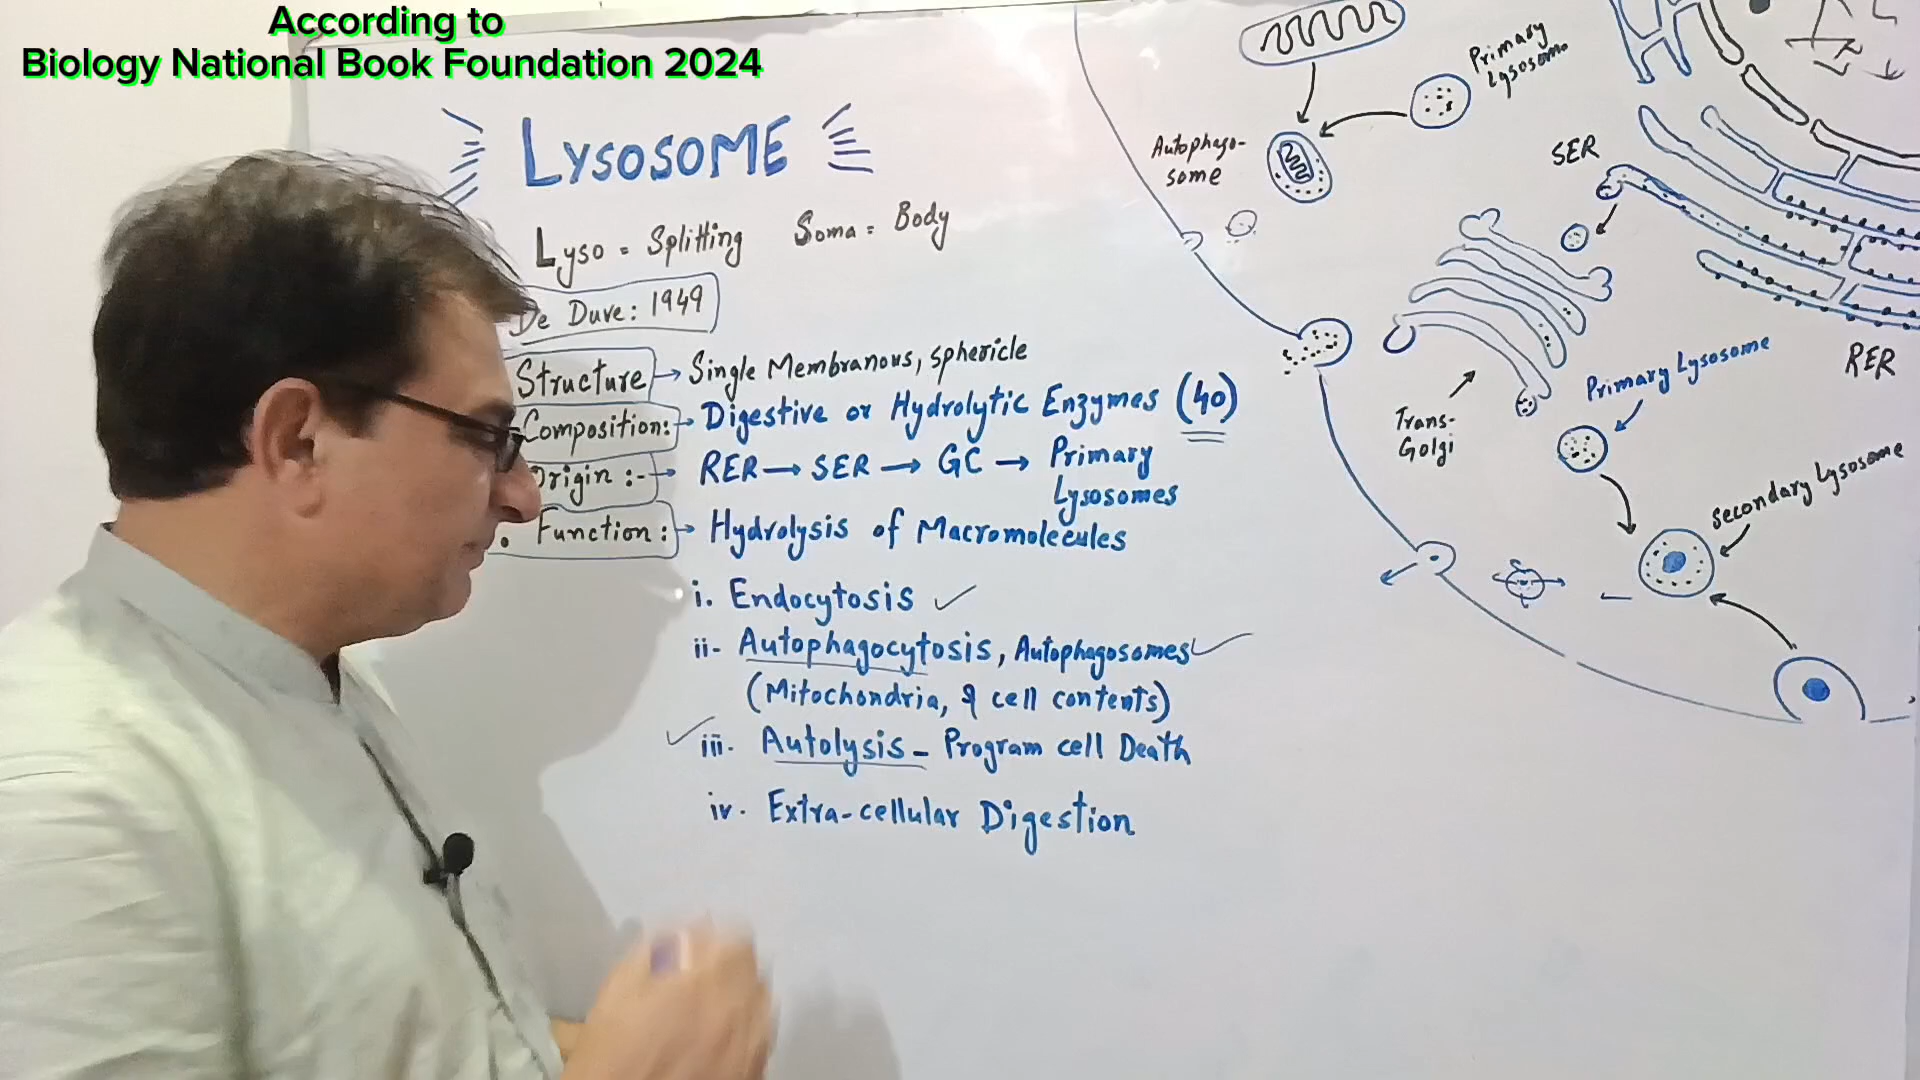 According to
Biology National Book Foundation 2024
LYSOSOME
Lyso = Splitting Soma = Body
De Duve: 1949
Structure → Single Membranous, sphericle
Composition: → Digestive or Hydrolytic Enzymes (40)
Origin :- → RER → SER → GC → Primary
Lysosomes
Function: → Hydrolysis of Macromolecules
i. Endocytosis ✓
ii- Autophagocytosis, Autophagosomes ✓
(Mitochondria, & cell contents)
✓ iii. Autolysis - Program cell Death
iv. Extra-cellular Digestion
Primary
Lysosome
Autophago-
some
SER
RER
Primary Lysosome
Trans-
Golgi
Secondary Lysosome